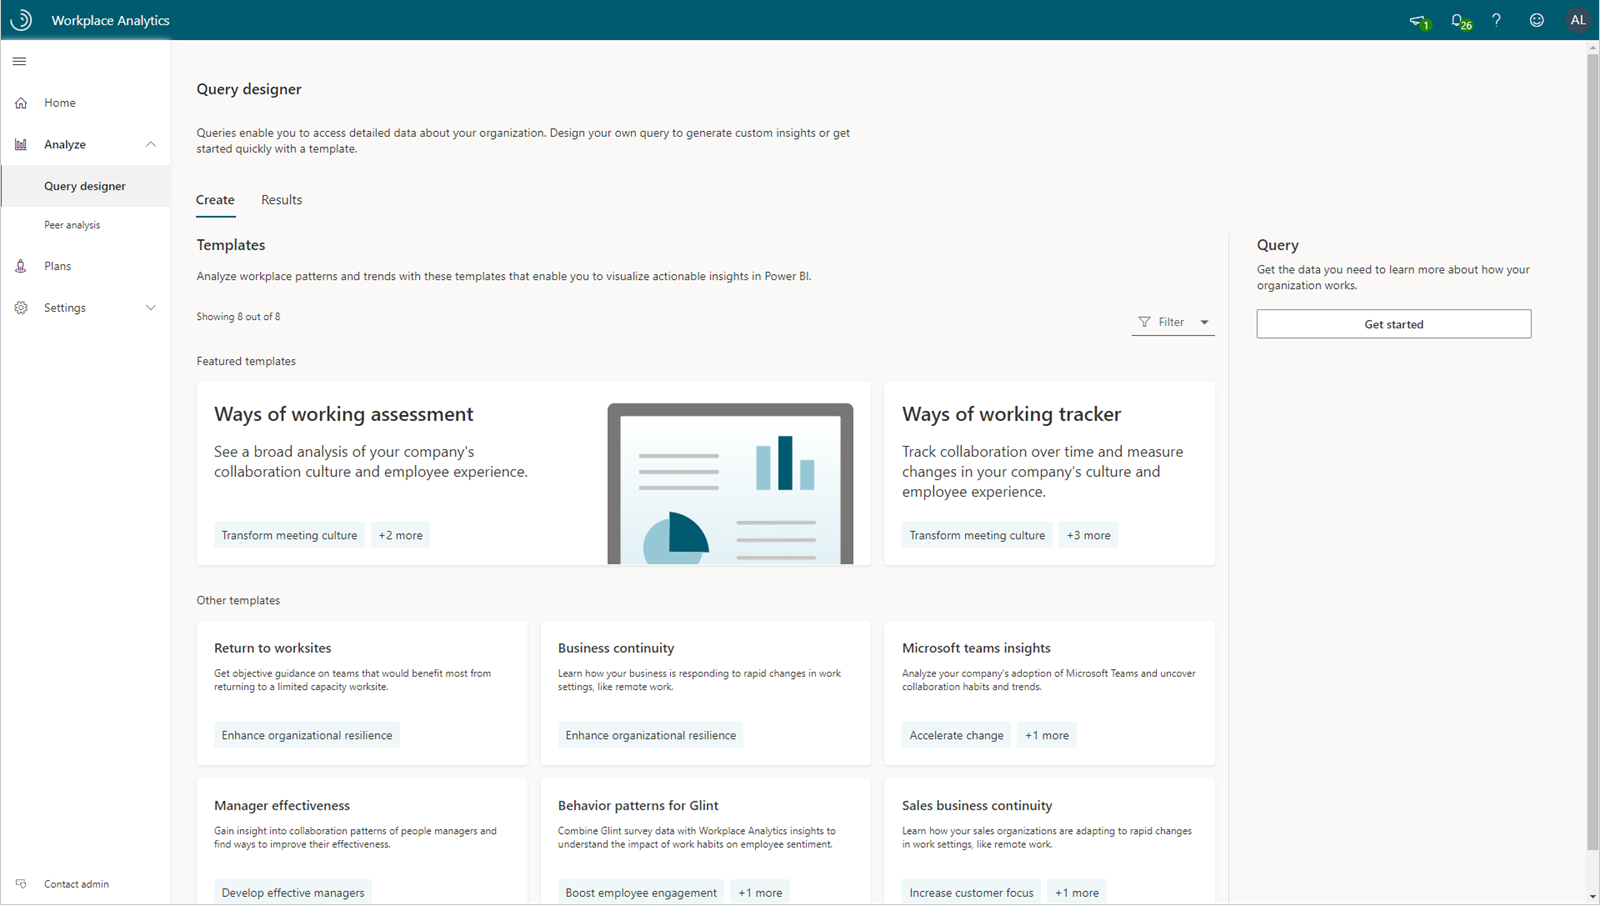 Workplace Analytics
1
26
?
AL
Home
Analyze
Query designer
Peer analysis
Plans
Settings
Contact admin
Query designer
Queries enable you to access detailed data about your organization. Design your own query to generate custom insights or get
started quickly with a template.
Create
Results
Templates
Analyze workplace patterns and trends with these templates that enable you to visualize actionable insights in Power BI.
Showing 8 out of 8
Filter
Featured templates
Ways of working assessment
See a broad analysis of your company's
collaboration culture and employee experience.
Transform meeting culture
+2 more
Ways of working tracker
Track collaboration over time and measure
changes in your company's culture and
employee experience.
Transform meeting culture
+3 more
Other templates
Return to worksites
Get objective guidance on teams that would benefit most from
returning to a limited capacity worksite.
Enhance organizational resilience
Business continuity
Learn how your business is responding to rapid changes in work
settings, like remote work.
Enhance organizational resilience
Microsoft teams insights
Analyze your company's adoption of Microsoft Teams and uncover
collaboration habits and trends.
Accelerate change
+1 more
Manager effectiveness
Gain insight into collaboration patterns of people managers and
find ways to improve their effectiveness.
Develop effective managers
Behavior patterns for Glint
Combine Glint survey data with Workplace Analytics insights to
understand the impact of work habits on employee sentiment.
Boost employee engagement
+1 more
Sales business continuity
Learn how your sales organizations are adapting to rapid changes
in work settings, like remote work.
Increase customer focus
+1 more
Query
Get the data you need to learn more about how your
organization works.
Get started